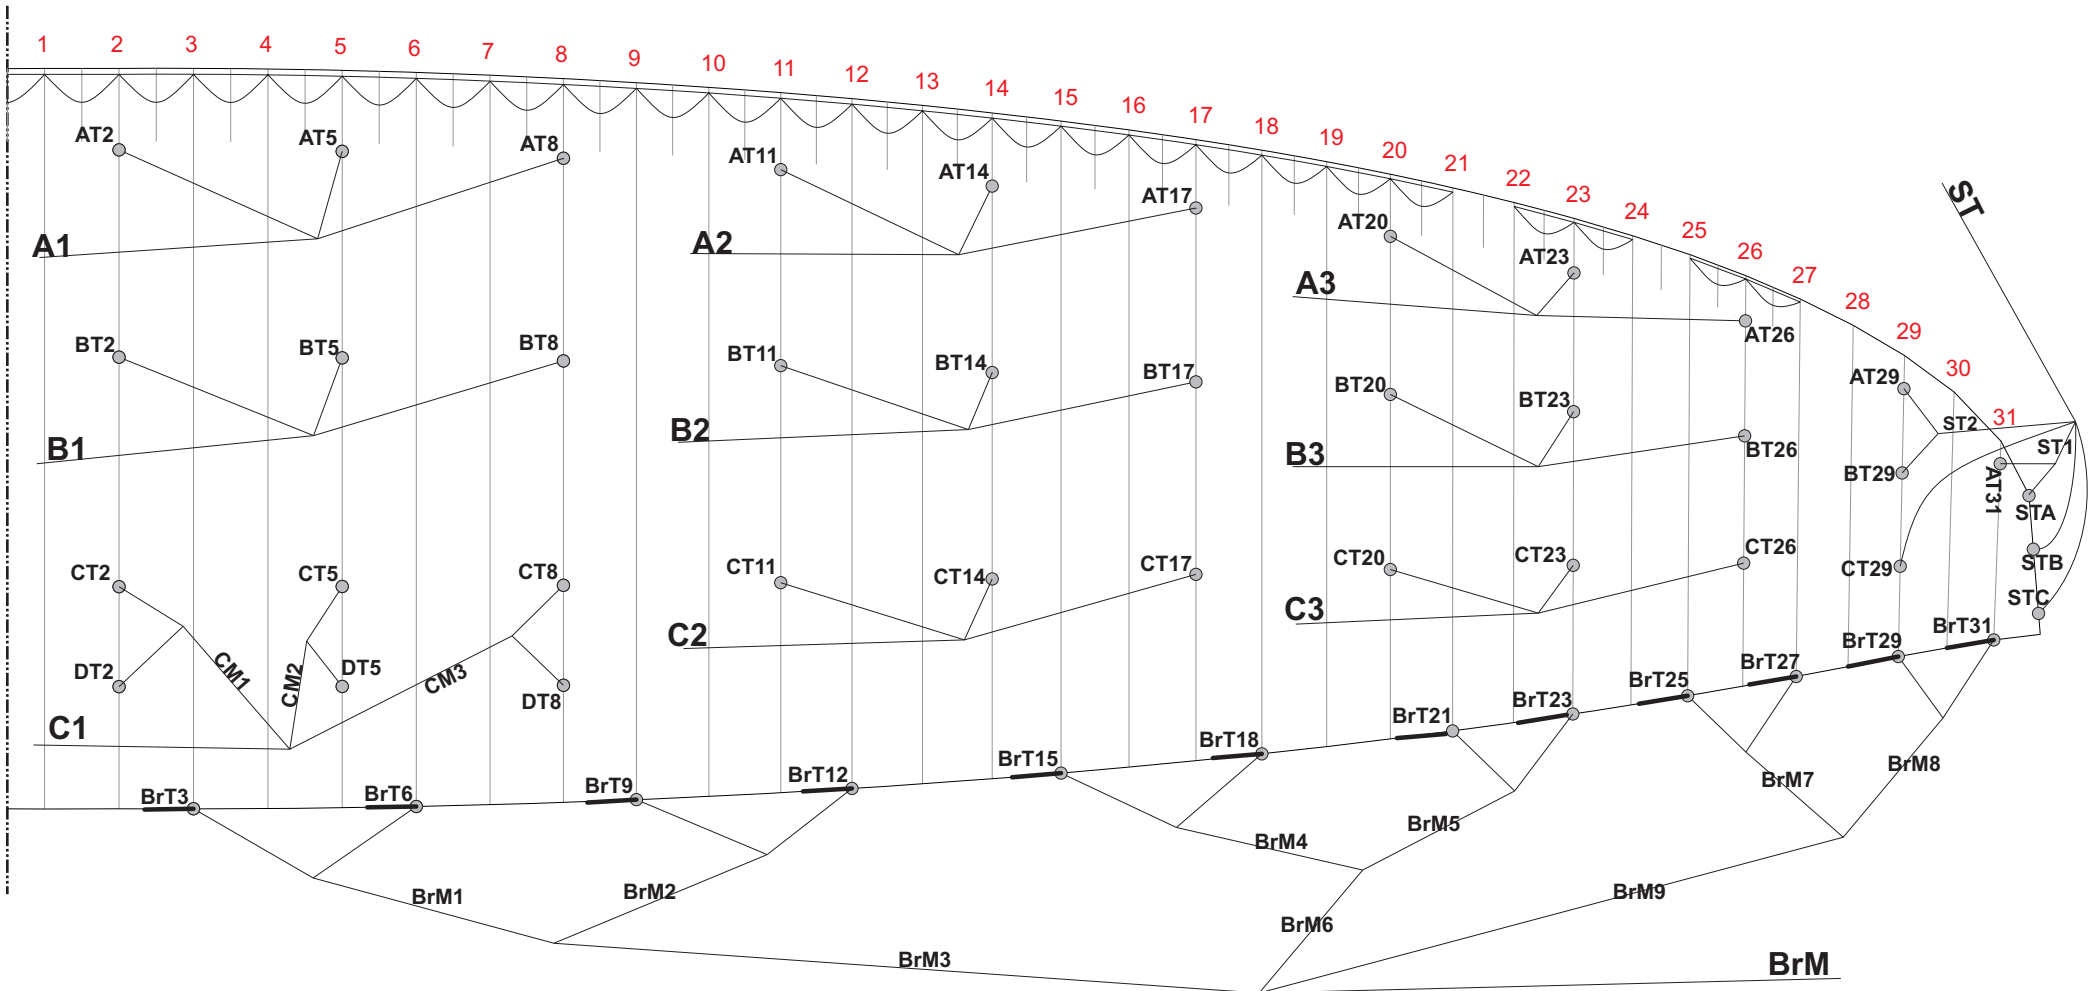 1 2 3 4 5 6 7 8 9 10 11 12 13 14 15 16 17 18 19 20 21 22 23 24 25 26 27 28 29 30 31
AT2 AT5 AT8 AT11 AT14 AT17 AT20 AT23 AT26 AT29 AT31
A1 A2 A3
ST
BT2 BT5 BT8 BT11 BT14 BT17 BT20 BT23 BT26 BT29
B1 B2 B3
ST2 ST1
STA
STB
STC
CT2 CT5 CT8 CT11 CT14 CT17 CT20 CT23 CT26 CT29
C2 C3
DT2 DT5 DT8
CM1 CM2 CM3
C1
BrT3 BrT6 BrT9 BrT12 BrT15 BrT18 BrT21 BrT23 BrT25 BrT27 BrT29 BrT31
BrM1 BrM2 BrM4 BrM5 BrM7 BrM8
BrM3 BrM6 BrM9
BrM